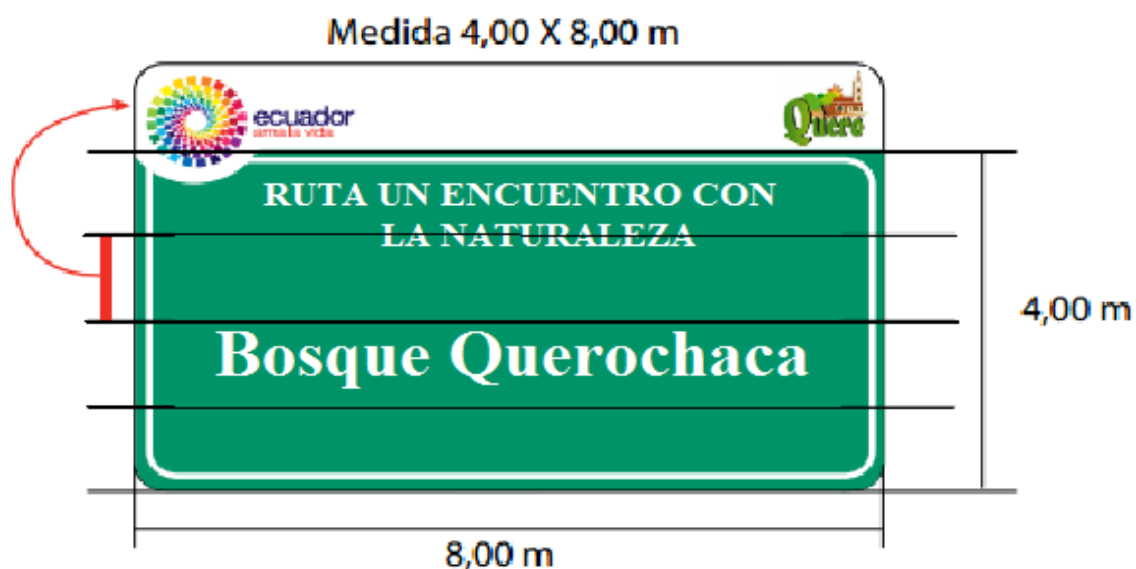 Medida 4,00 X 8,00 m
ecuador
ama la vida
Quero
RUTA UN ENCUENTRO CON
LA NATURALEZA
4,00 m
Bosque Querochaca
8,00 m